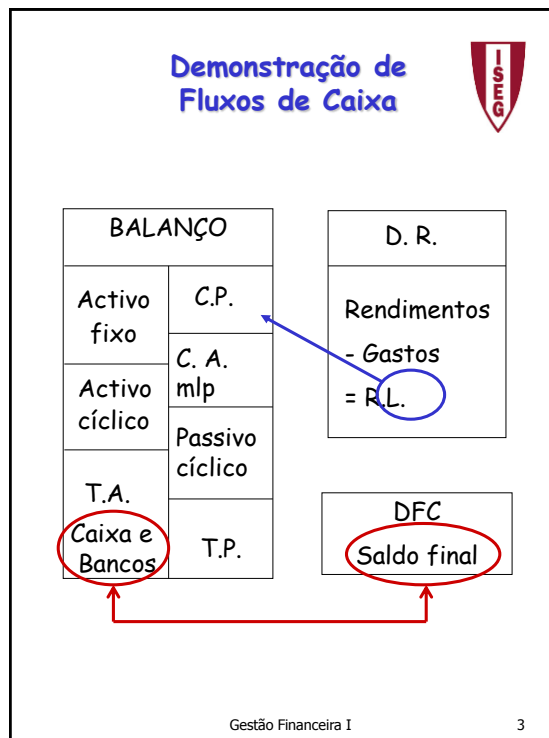 Demonstração de
Fluxos de Caixa
ISEG
BALANÇO
Activo
fixo
Activo
cíclico
T.A.
Caixa e
Bancos
C.P.
C. A.
mlp
Passivo
cíclico
T.P.
D. R.
Rendimentos
- Gastos
= R.L.
DFC
Saldo final
Gestão Financeira I
3